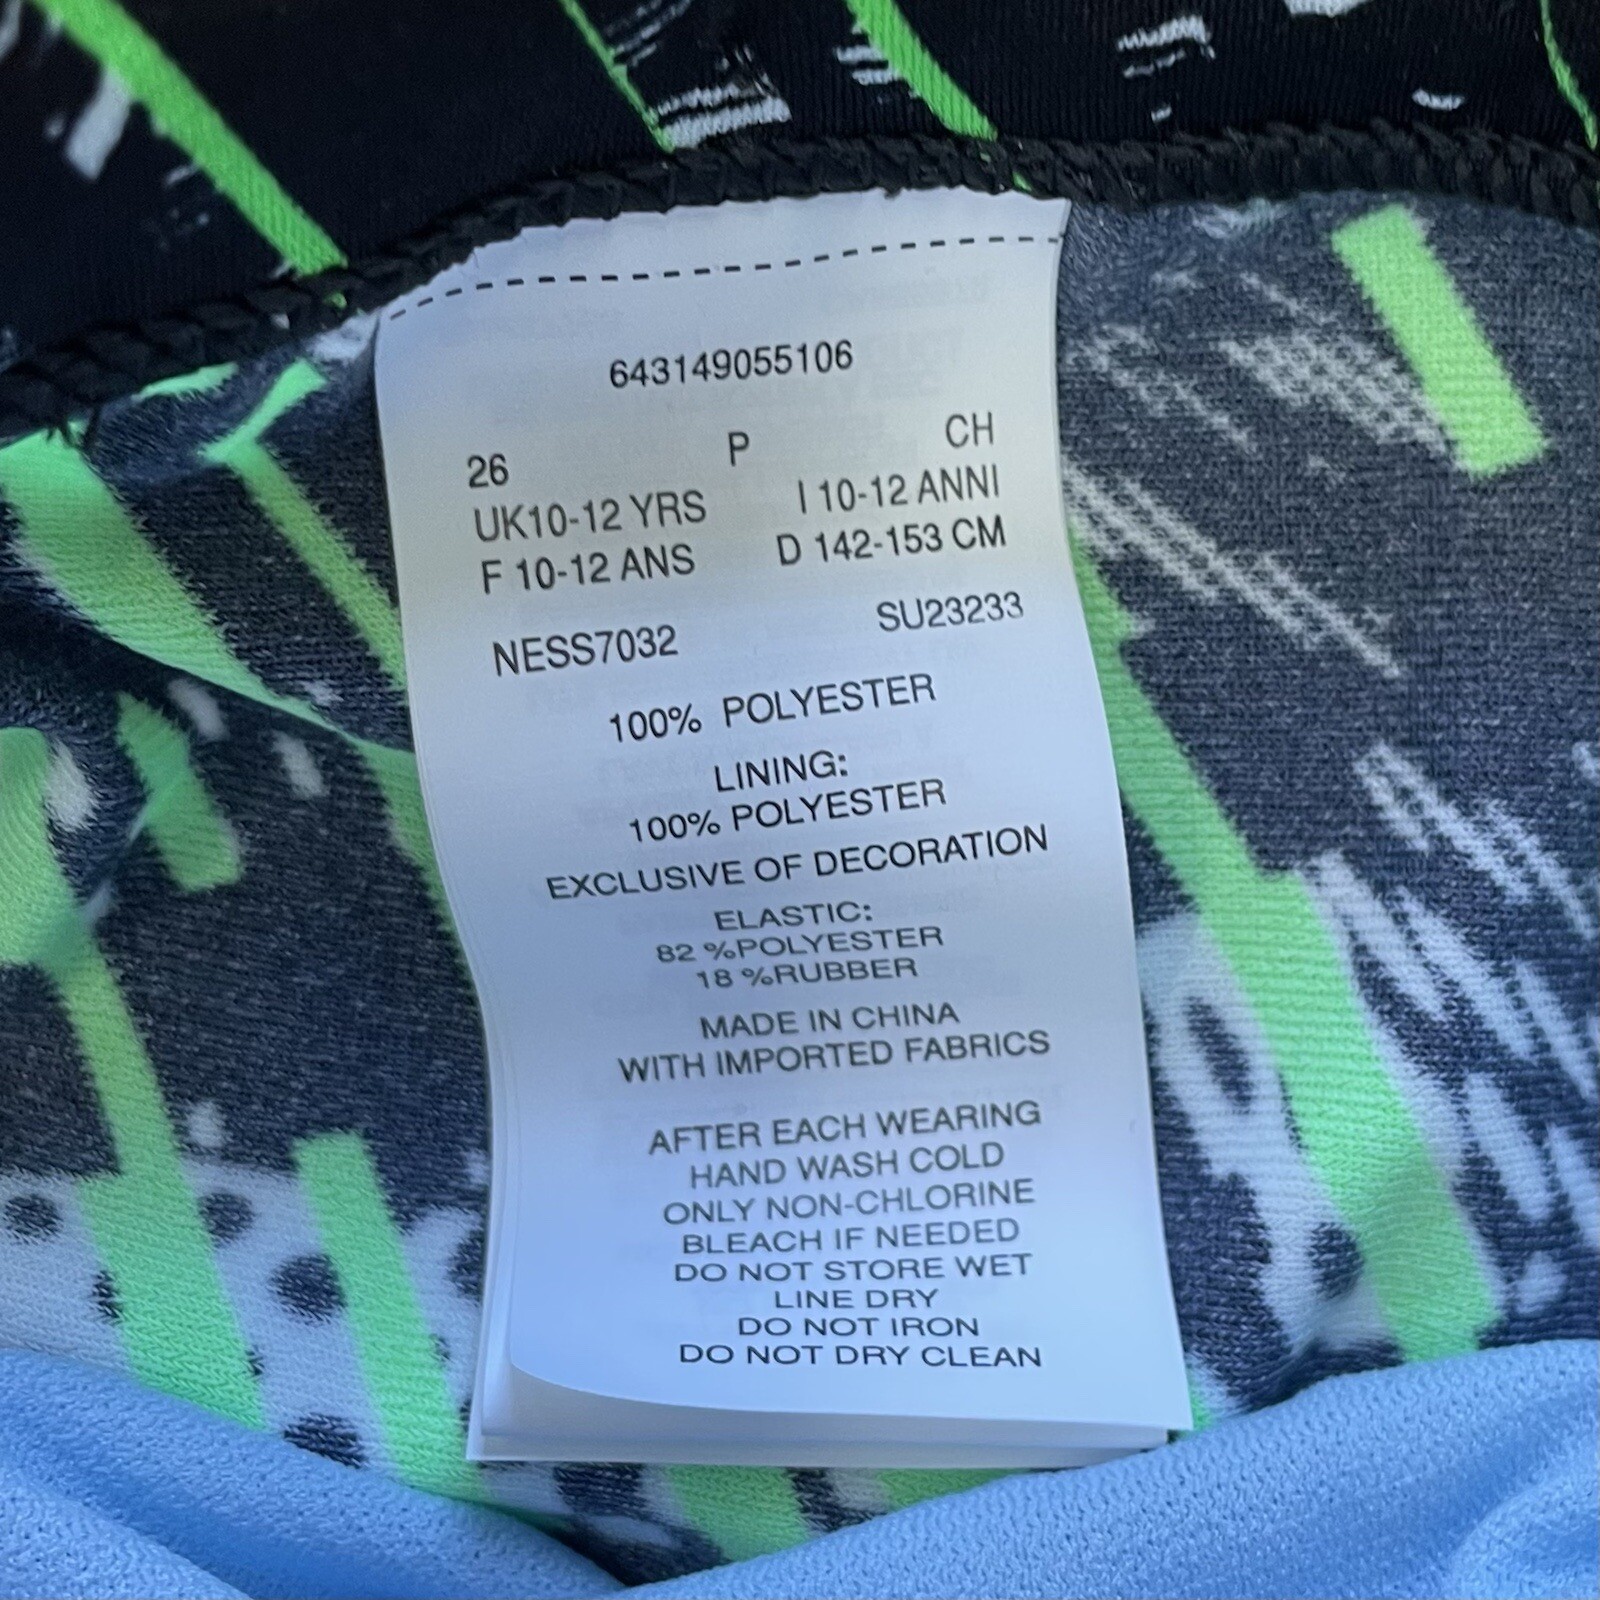 643149055106
26 P CH
UK10-12 YRS I 10-12 ANNI
F 10-12 ANS D 142-153 CM
NESS7032 SU23233
100% POLYESTER
LINING:
100% POLYESTER
EXCLUSIVE OF DECORATION
ELASTIC:
82 %POLYESTER
18 %RUBBER
MADE IN CHINA
WITH IMPORTED FABRICS
AFTER EACH WEARING
HAND WASH COLD
ONLY NON-CHLORINE
BLEACH IF NEEDED
DO NOT STORE WET
LINE DRY
DO NOT IRON
DO NOT DRY CLEAN